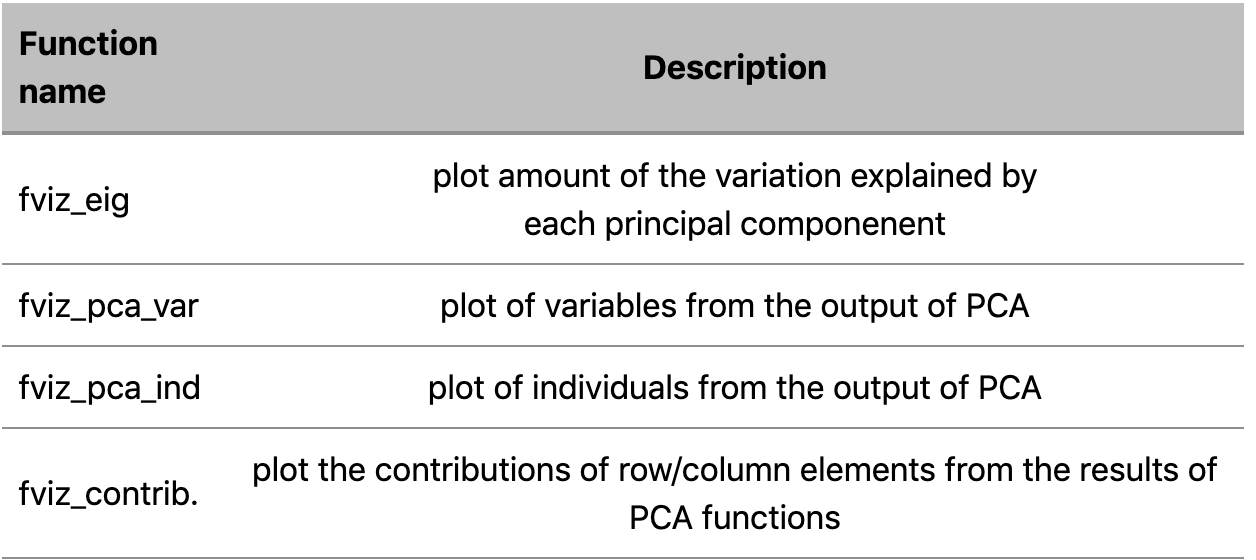 Function
name
Description
fviz_eig
plot amount of the variation explained by
each principal componenent
fviz_pca_var
plot of variables from the output of PCA
fviz_pca_ind
plot of individuals from the output of PCA
fviz_contrib.
plot the contributions of row/column elements from the results of
PCA functions